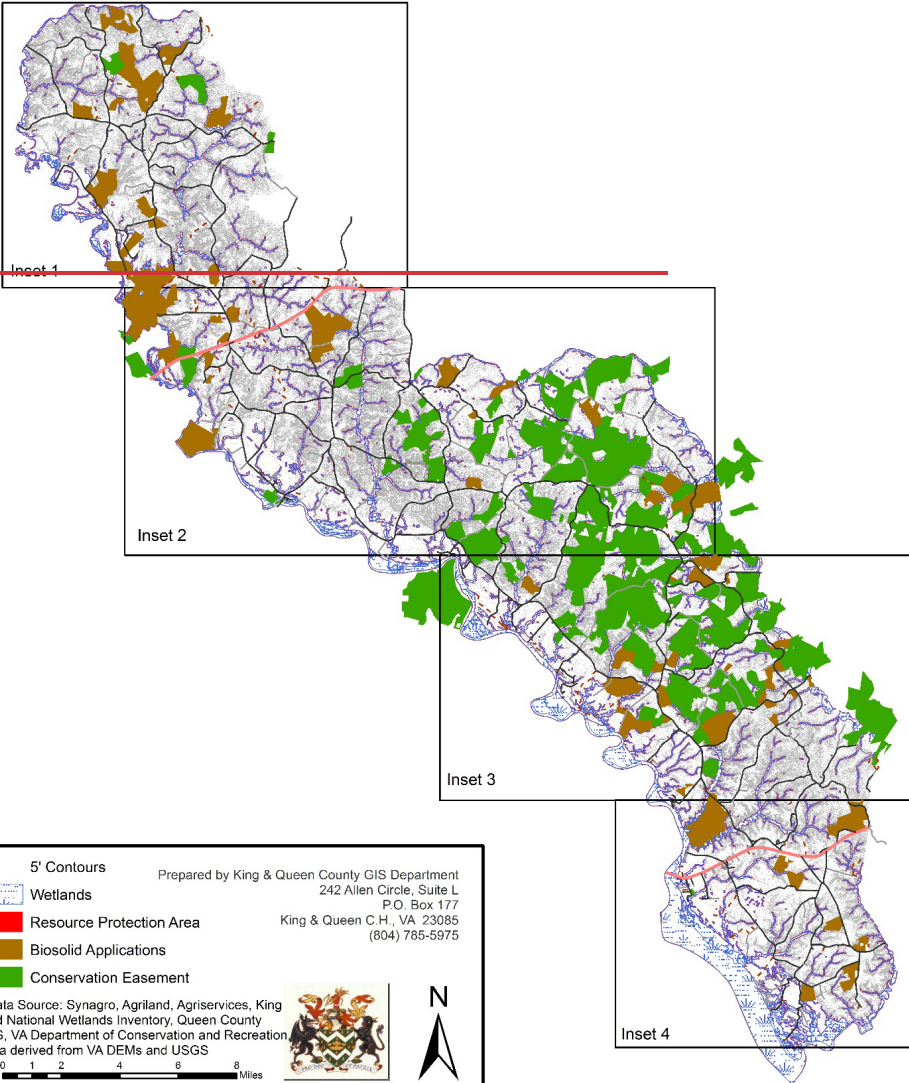 Inset 1
Inset 2
Inset 3
Inset 4
5' Contours
Wetlands
Resource Protection Area
Biosolid Applications
Conservation Easement
Prepared by King & Queen County GIS Department
242 Allen Circle, Suite L
P.O. Box 177
King & Queen C.H., VA 23085
(804) 785-5975
ata Source: Synagro, Agriland, Agriservices, King
d National Wetlands Inventory, Queen County
S, VA Department of Conservation and Recreation
a derived from VA DEMs and USGS
0 1 2 4 6 8
Miles
N